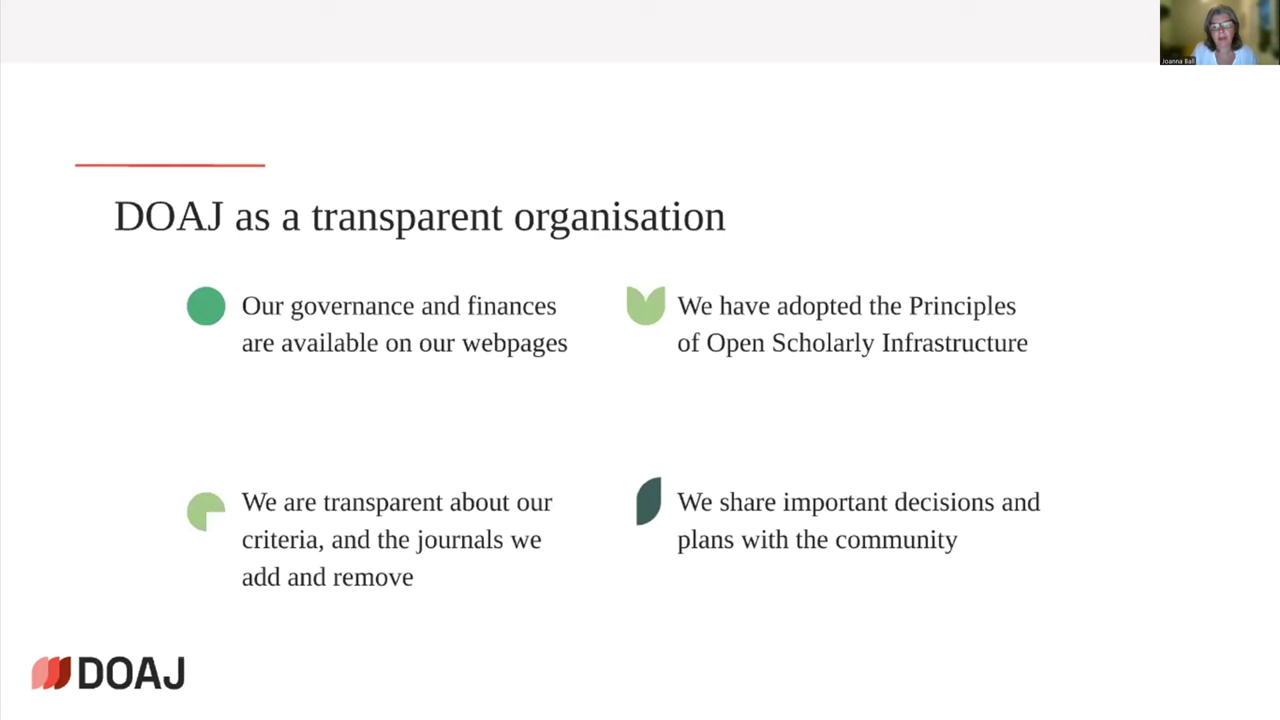 Joanna Ball
DOAJ as a transparent organisation
Our governance and finances
are available on our webpages
We have adopted the Principles
of Open Scholarly Infrastructure
We are transparent about our
criteria, and the journals we
add and remove
We share important decisions and
plans with the community
DOAJ